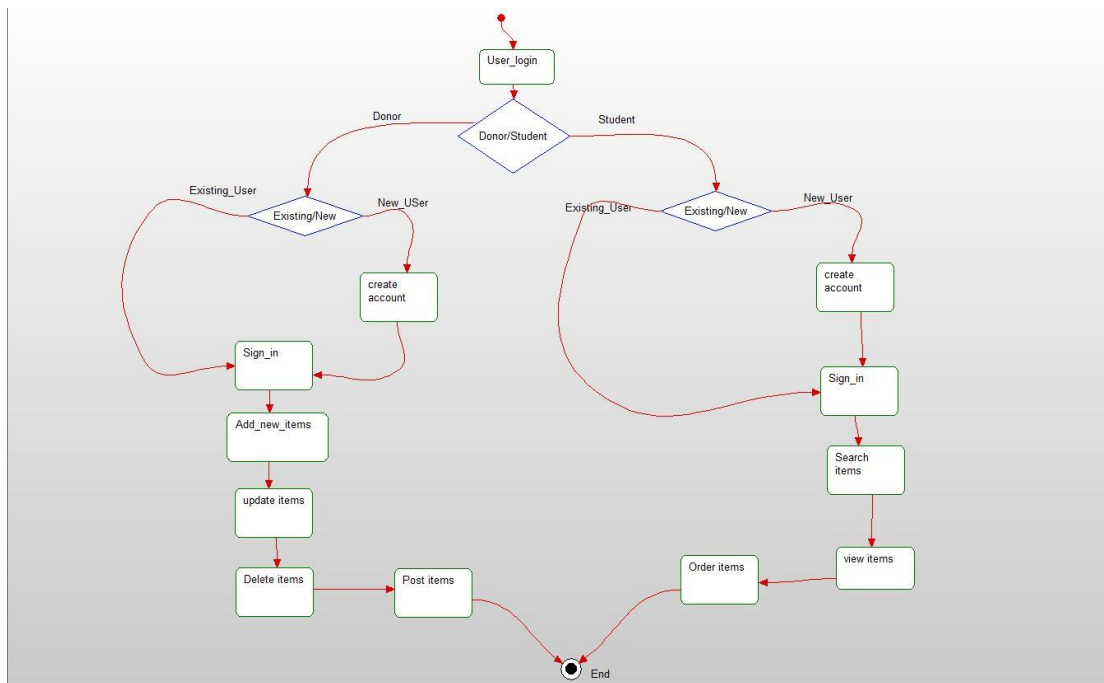 User_login
Donor
Student
Donor/Student
Existing_User
New_USer
Existing/New
Existing_User
New_User
Existing/New
create
account
create
account
Sign_in
Sign_in
Add_new_items
Search
items
update items
view items
Delete items
Post items
Order items
End